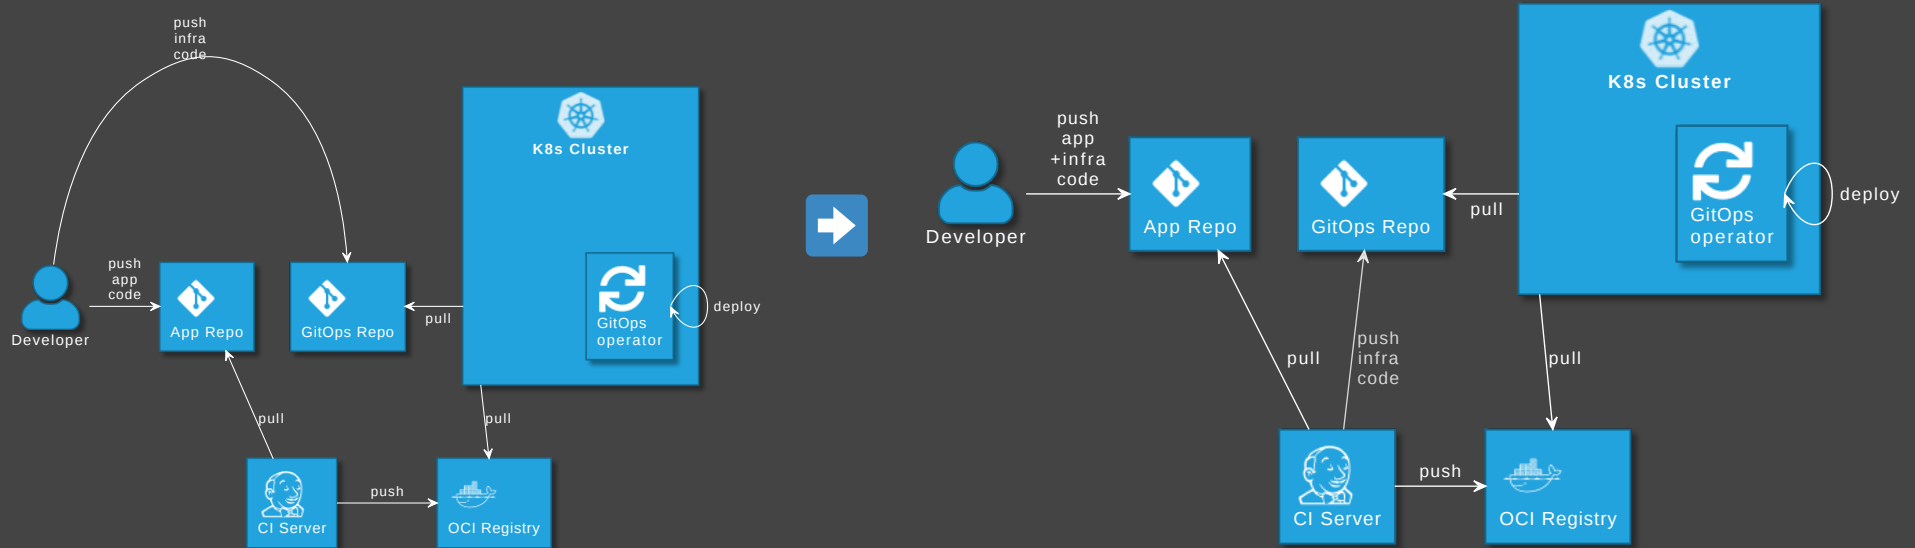 push
infra
code
K8s Cluster
push
app
code
Developer
App Repo
GitOps Repo
pull
GitOps
operator
deploy
pull
pull
CI Server
push
OCI Registry
K8s Cluster
push
app
+infra
code
Developer
App Repo
GitOps Repo
pull
GitOps
operator
deploy
pull
push
infra
code
pull
CI Server
push
OCI Registry